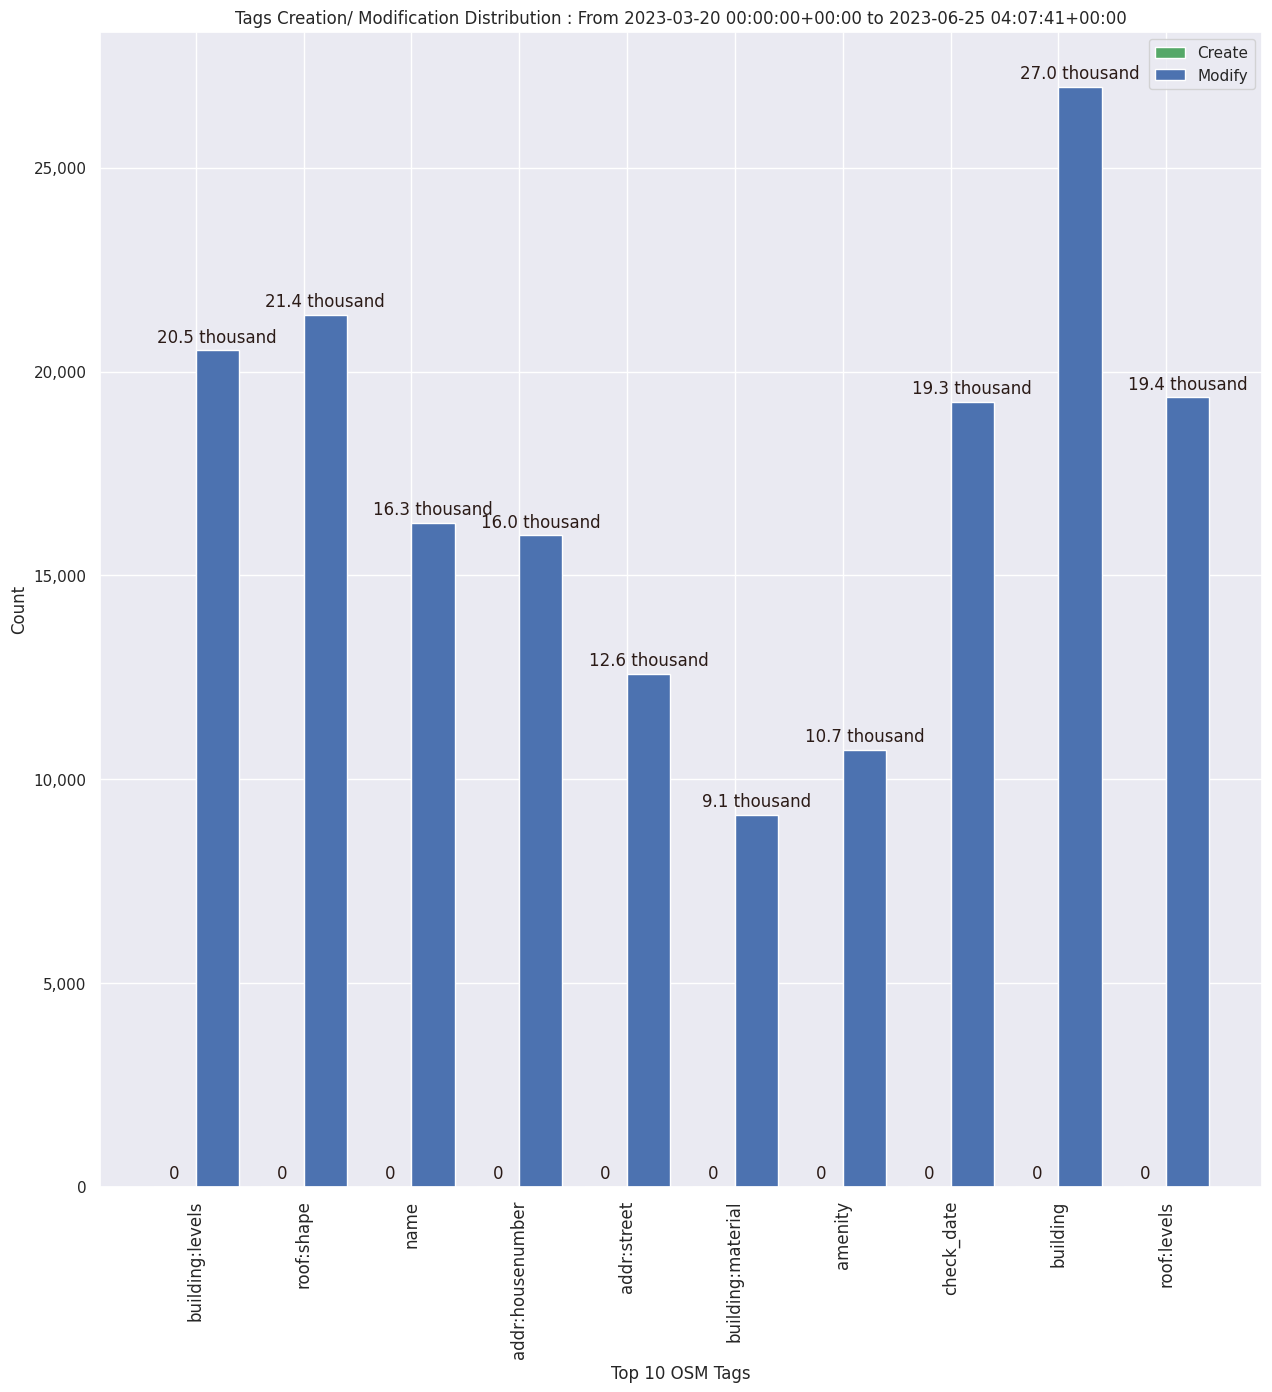 Tags Creation/ Modification Distribution : From 2023-03-20 00:00:00+00:00 to 2023-06-25 04:07:41+00:00
Create
Modify
27.0 thousand
25,000
21.4 thousand
20.5 thousand
20,000
19.4 thousand
19.3 thousand
16.3 thousand
16.0 thousand
15,000
Count
12.6 thousand
10.7 thousand
10,000
9.1 thousand
5,000
0 0 0 0 0 0 0 0 0 0
0
building:levels
roof:shape
name
addr:housenumber
addr:street
building:material
amenity
check_date
building
roof:levels
Top 10 OSM Tags